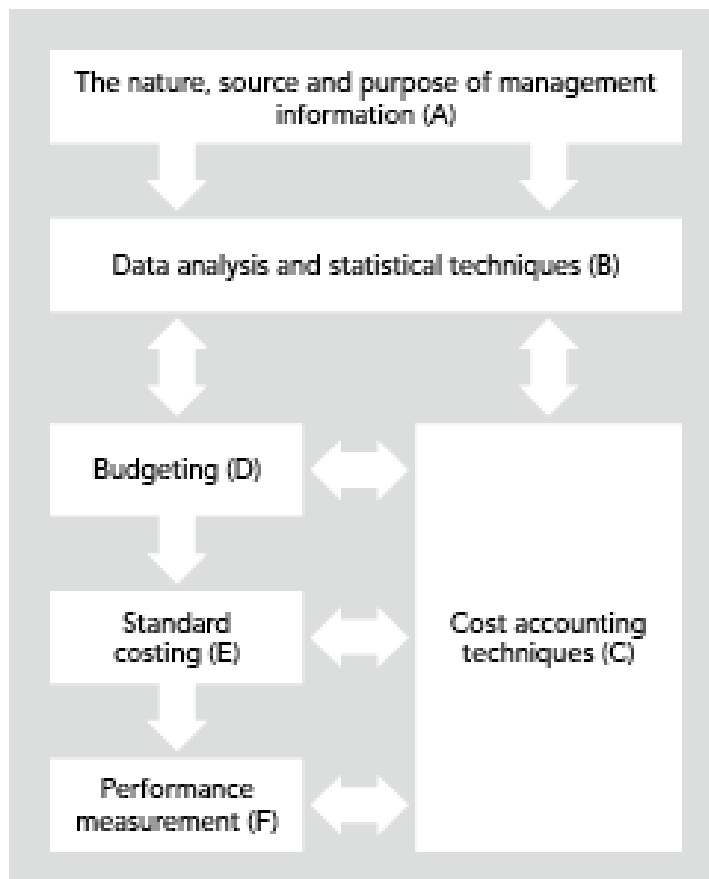 The nature, source and purpose of management
information (A)
Data analysis and statistical techniques (B)
Budgeting (D)
Standard
costing (E)
Cost accounting
techniques (C)
Performance
measurement (F)